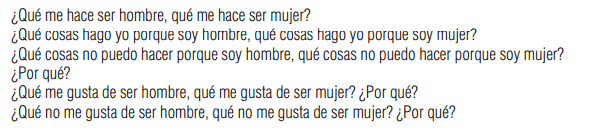 ¿Qué me hace ser hombre, qué me hace ser mujer?
¿Qué cosas hago yo porque soy hombre, qué cosas hago yo porque soy mujer?
¿Qué cosas no puedo hacer porque soy hombre, qué cosas no puedo hacer porque soy mujer?
¿Por qué?
¿Qué me gusta de ser hombre, qué me gusta de ser mujer? ¿Por qué?
¿Qué no me gusta de ser hombre, qué no me gusta de ser mujer? ¿Por qué?